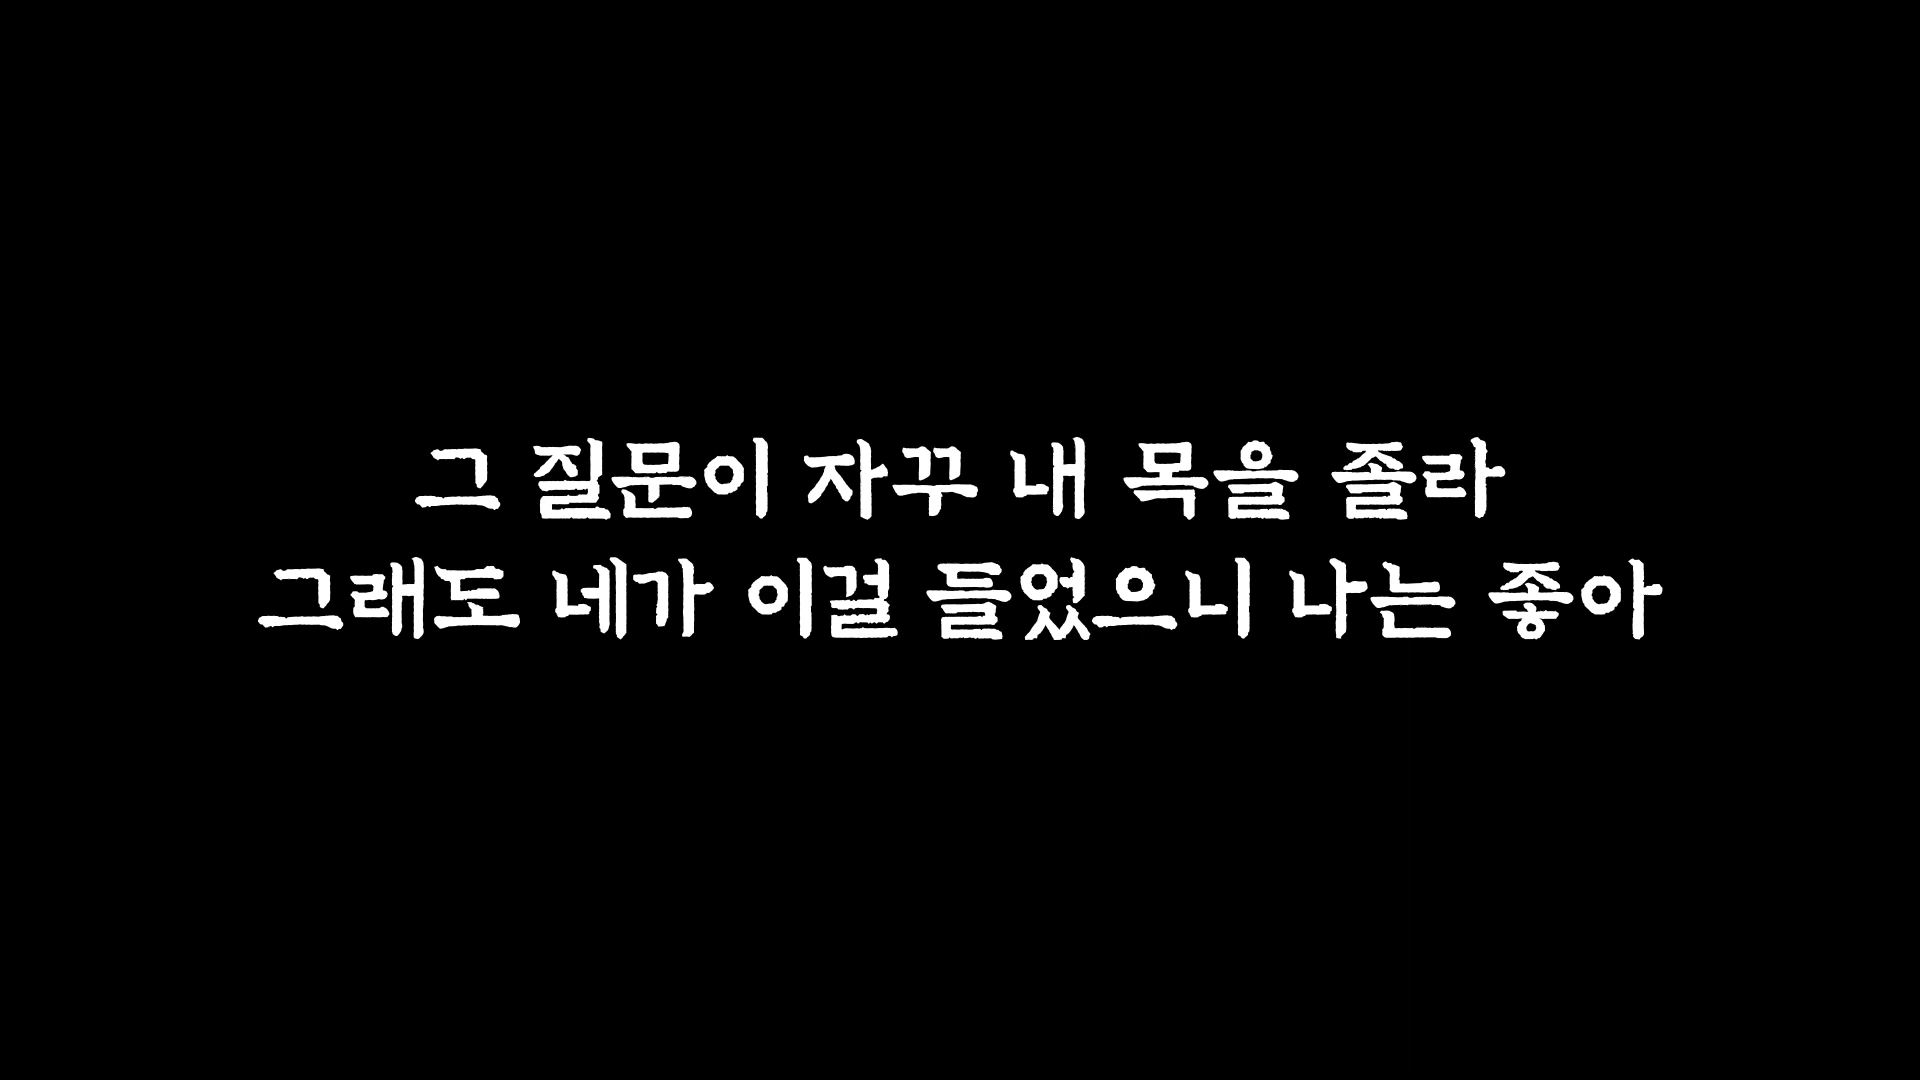 그 질문이 자꾸 내 목을 졸라
그래도 네가 이걸 들었으니 나는 좋아